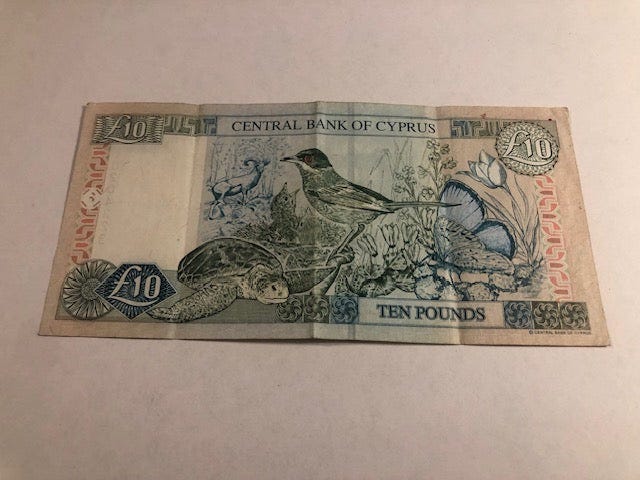 £10
CENTRAL BANK OF CYPRUS
£10
£10
TEN POUNDS
© CENTRAL BANK OF CYPRUS